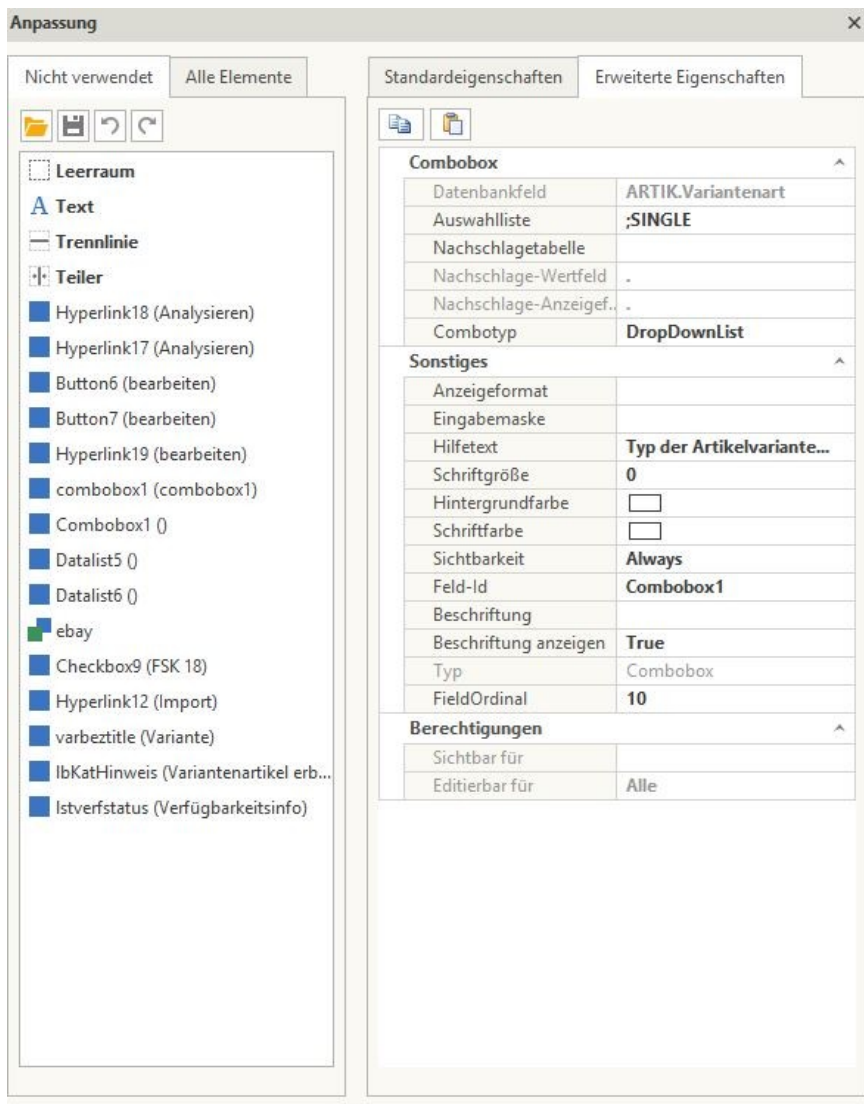 Anpassung
Nicht verwendet
Alle Elemente
Leerraum
Text
Trennlinie
Teiler
Hyperlink18 (Analysieren)
Hyperlink17 (Analysieren)
Button6 (bearbeiten)
Button7 (bearbeiten)
Hyperlink19 (bearbeiten)
combobox1 (combobox1)
Combobox1 ()
Datalist5 ()
Datalist6 ()
ebay
Checkbox9 (FSK 18)
Hyperlink12 (Import)
varbeztitle (Variante)
lbKatHinweis (Variantenartikel erb...
lstverfstatus (Verfügbarkeitsinfo)
Standardeigenschaften
Erweiterte Eigenschaften
Combobox
Datenbankfeld ARTIK.Variantenart
Auswahlliste ;SINGLE
Nachschlagetabelle
Nachschlage-Wertfeld .
Nachschlage-Anzeigef... .
Combotyp DropDownList
Sonstiges
Anzeigeformat
Eingabemaske
Hilfetext Typ der Artikelvariante...
Schriftgröße 0
Hintergrundfarbe
Schriftfarbe
Sichtbarkeit Always
Feld-Id Combobox1
Beschriftung
Beschriftung anzeigen True
Typ Combobox
FieldOrdinal 10
Berechtigungen
Sichtbar für
Editierbar für Alle